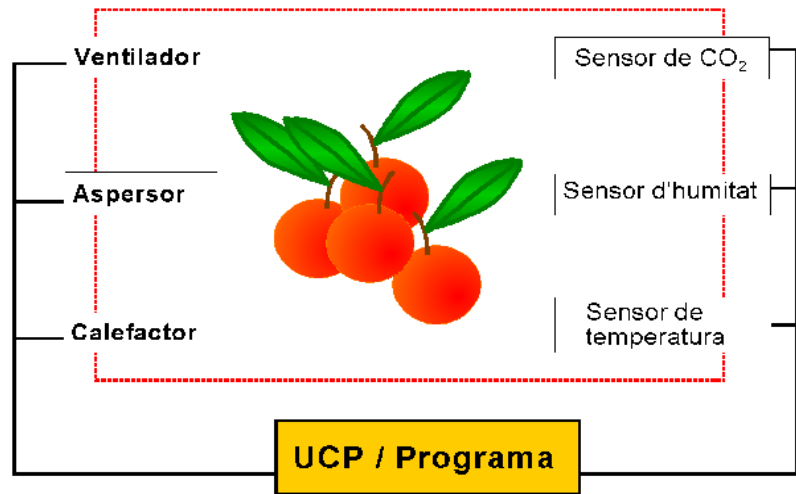 Ventilador
Sensor de CO₂
Aspersor
Sensor d'humitat
Calefactor
Sensor de
temperatura
UCP / Programa